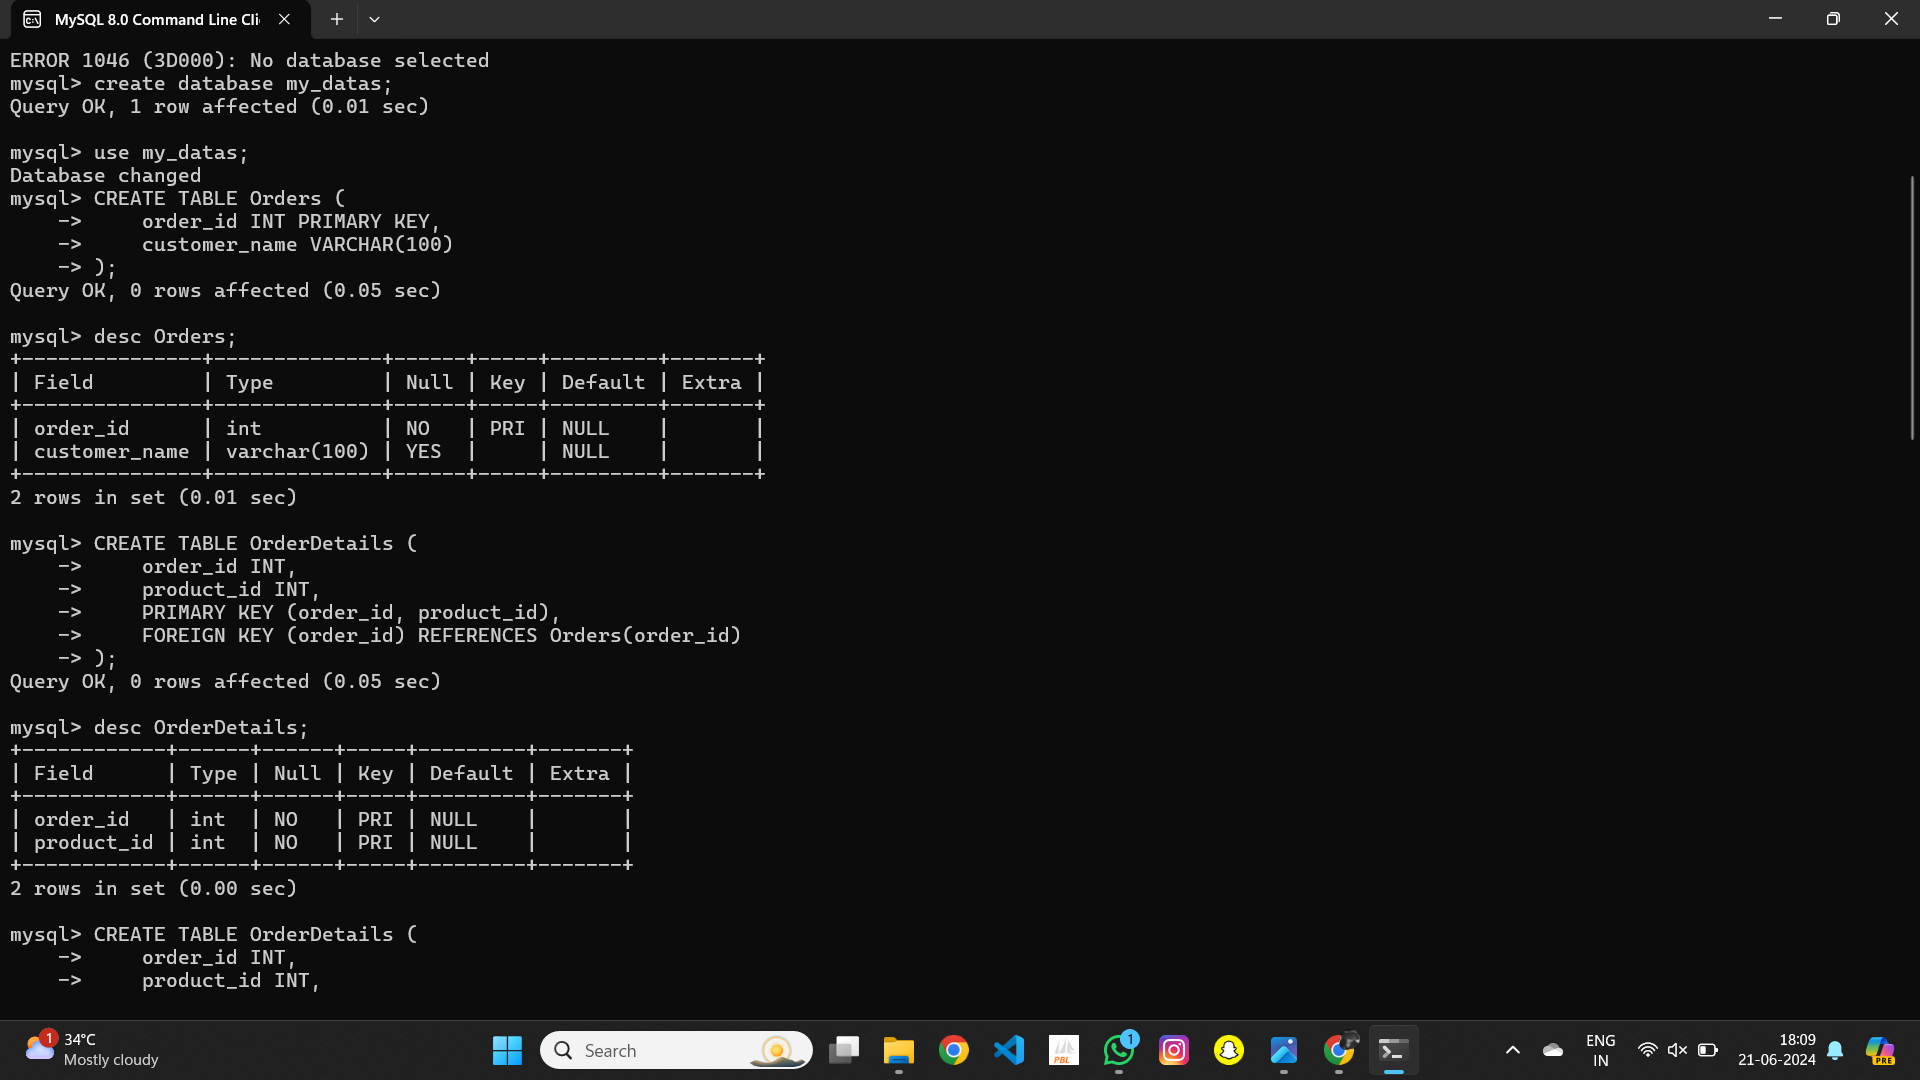 MySQL 8.0 Command Line Cli
ERROR 1046 (3D000): No database selected
mysql> create database my_datas;
Query OK, 1 row affected (0.01 sec)
mysql> use my_datas;
Database changed
mysql> CREATE TABLE Orders (
    ->     order_id INT PRIMARY KEY,
    ->     customer_name VARCHAR(100)
    -> );
Query OK, 0 rows affected (0.05 sec)
mysql> desc Orders;
+---------------+--------------+------+-----+---------+-------+
| Field         | Type         | Null | Key | Default | Extra |
+---------------+--------------+------+-----+---------+-------+
| order_id      | int          | NO   | PRI | NULL    |       |
| customer_name | varchar(100) | YES  |     | NULL    |       |
+---------------+--------------+------+-----+---------+-------+
2 rows in set (0.01 sec)
mysql> CREATE TABLE OrderDetails (
    ->     order_id INT,
    ->     product_id INT,
    ->     PRIMARY KEY (order_id, product_id),
    ->     FOREIGN KEY (order_id) REFERENCES Orders(order_id)
    -> );
Query OK, 0 rows affected (0.05 sec)
mysql> desc OrderDetails;
+------------+------+------+-----+---------+-------+
| Field      | Type | Null | Key | Default | Extra |
+------------+------+------+-----+---------+-------+
| order_id   | int  | NO   | PRI | NULL    |       |
| product_id | int  | NO   | PRI | NULL    |       |
+------------+------+------+-----+---------+-------+
2 rows in set (0.00 sec)
mysql> CREATE TABLE OrderDetails (
    ->     order_id INT,
    ->     product_id INT,
1
34°C
Mostly cloudy
Search
PBL
1
ENG
IN
18:09
21-06-2024
PRE